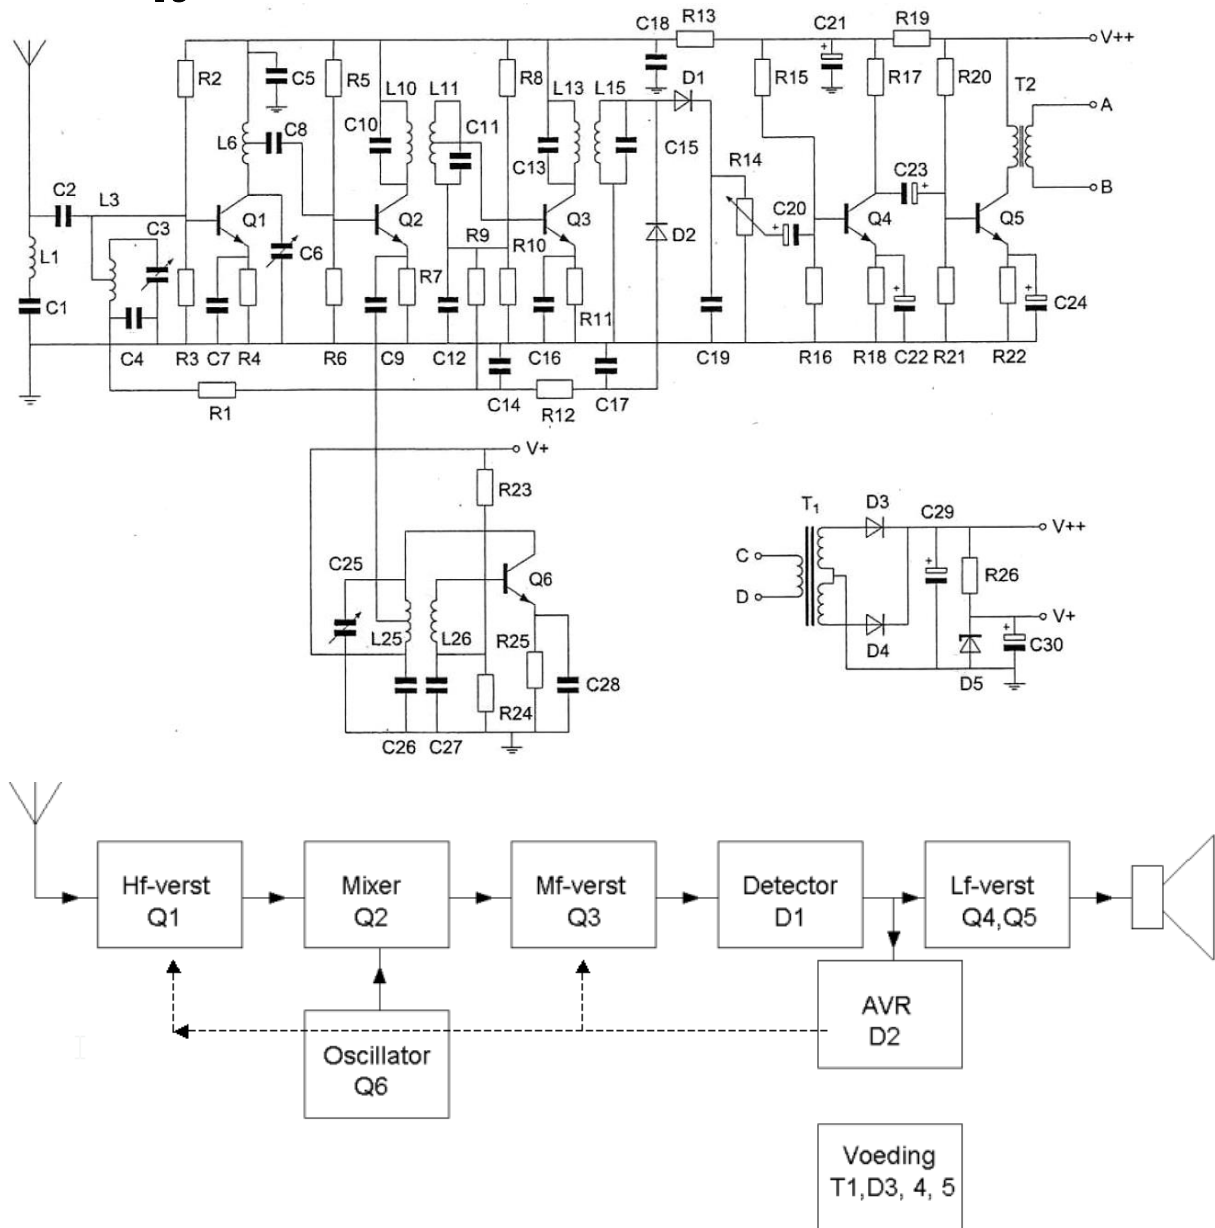 C18
R13
C21
R19
V++
R2
C5
R5
L10
L11
R8
L13
L15
D1
R15
R17
R20
T2
C8
L6
C10
C11
C13
C15
A
R14
C23
B
C2
L3
C3
Q1
Q2
Q3
C20
Q4
Q5
C6
R9
R10
D2
L1
R7
C1
R11
C24
C4
R3
C7
R4
R6
C9
C12
C16
C19
R16
R18
C22
R21
R22
R1
C14
R12
C17
V+
R23
T1
D3
C29
V++
C
C25
Q6
R26
D
V+
L25
L26
R25
D4
C30
C28
D5
R24
C26
C27
Hf-verst
Q1
Mixer
Q2
Mf-verst
Q3
Detector
D1
Lf-verst
Q4,Q5
AVR
D2
Oscillator
Q6
Voeding
T1,D3, 4, 5